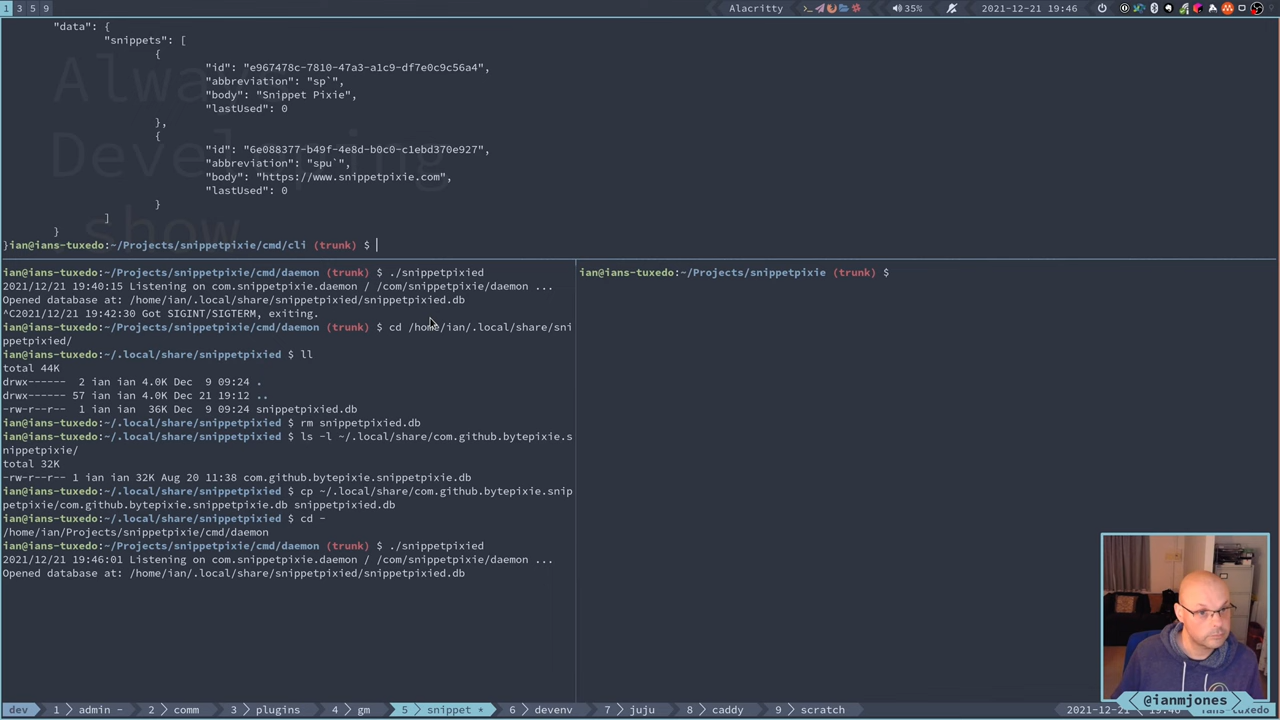 1 3 5 9
Alacritty
35%
2021-12-21 19:46
"data": {
"snippets": [
{
"id": "e967478c-7810-47a3-a1c9-df7e0c9c56a4",
"abbreviation": "sp`",
"body": "Snippet Pixie",
"lastUsed": 0
},
{
"id": "6e088377-b49f-4e8d-b0c0-c1ebd370e927",
"abbreviation": "spu`",
"body": "https://www.snippetpixie.com",
"lastUsed": 0
}
]
}
}ian@ians-tuxedo:~/Projects/snippetpixie/cmd/cli (trunk) $
Alwa
Developing
show
ian@ians-tuxedo:~/Projects/snippetpixie/cmd/daemon (trunk) $ ./snippetpixied
2021/12/21 19:40:15 Listening on com.snippetpixie.daemon / /com/snippetpixie/daemon ...
Opened database at: /home/ian/.local/share/snippetpixied/snippetpixied.db
^C2021/12/21 19:42:30 Got SIGINT/SIGTERM, exiting.
ian@ians-tuxedo:~/Projects/snippetpixie/cmd/daemon (trunk) $ cd /home/ian/.local/share/sni
ppetpixied/
ian@ians-tuxedo:~/.local/share/snippetpixied $ ll
total 44K
drwx------  2 ian ian 4.0K Dec  9 09:24 .
drwx------ 57 ian ian 4.0K Dec 21 19:12 ..
-rw-r--r--  1 ian ian  36K Dec  9 09:24 snippetpixied.db
ian@ians-tuxedo:~/.local/share/snippetpixied $ rm snippetpixied.db
ian@ians-tuxedo:~/.local/share/snippetpixied $ ls -l ~/.local/share/com.github.bytepixie.s
nippetpixie/
total 32K
-rw-r--r-- 1 ian ian 32K Aug 20 11:38 com.github.bytepixie.snippetpixie.db
ian@ians-tuxedo:~/.local/share/snippetpixied $ cp ~/.local/share/com.github.bytepixie.snip
petpixie/com.github.bytepixie.snippetpixie.db snippetpixied.db
ian@ians-tuxedo:~/.local/share/snippetpixied $ cd -
/home/ian/Projects/snippetpixie/cmd/daemon
ian@ians-tuxedo:~/Projects/snippetpixie/cmd/daemon (trunk) $ ./snippetpixied
2021/12/21 19:46:01 Listening on com.snippetpixie.daemon / /com/snippetpixie/daemon ...
Opened database at: /home/ian/.local/share/snippetpixied/snippetpixied.db
ian@ians-tuxedo:~/Projects/snippetpixie (trunk) $
@ianmjones
dev 1 admin - 2 comm 3 plugins 4 gm 5 snippet * 6 devenv 7 juju 8 caddy 9 scratch 2021-12-21